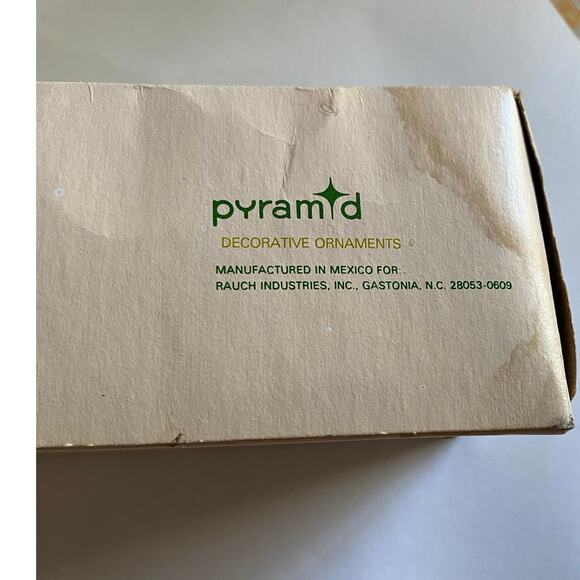 pyramid
DECORATIVE ORNAMENTS
MANUFACTURED IN MEXICO FOR:
RAUCH INDUSTRIES, INC., GASTONIA, N.C. 28053-0609